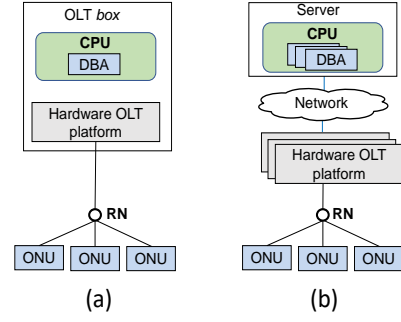 OLT box
CPU
DBA
Hardware OLT
platform
RN
ONU
ONU
ONU
(a)
Server
CPU
DBA
Network
Hardware OLT
platform
RN
ONU
ONU
ONU
(b)